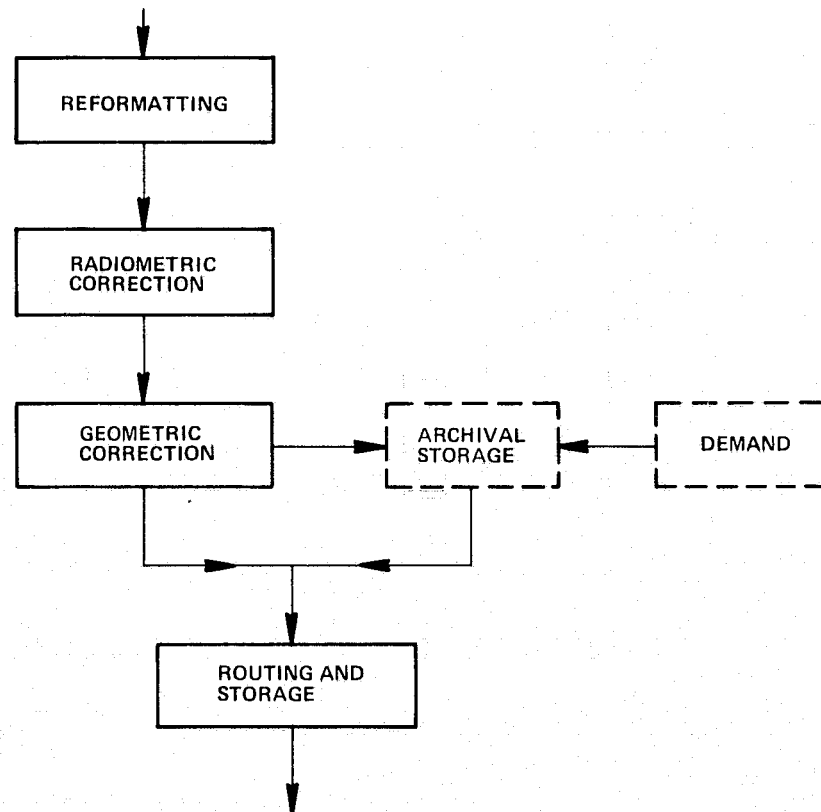 REFORMATTING
RADIOMETRIC
CORRECTION
GEOMETRIC
CORRECTION
ARCHIVAL
STORAGE
DEMAND
ROUTING AND
STORAGE